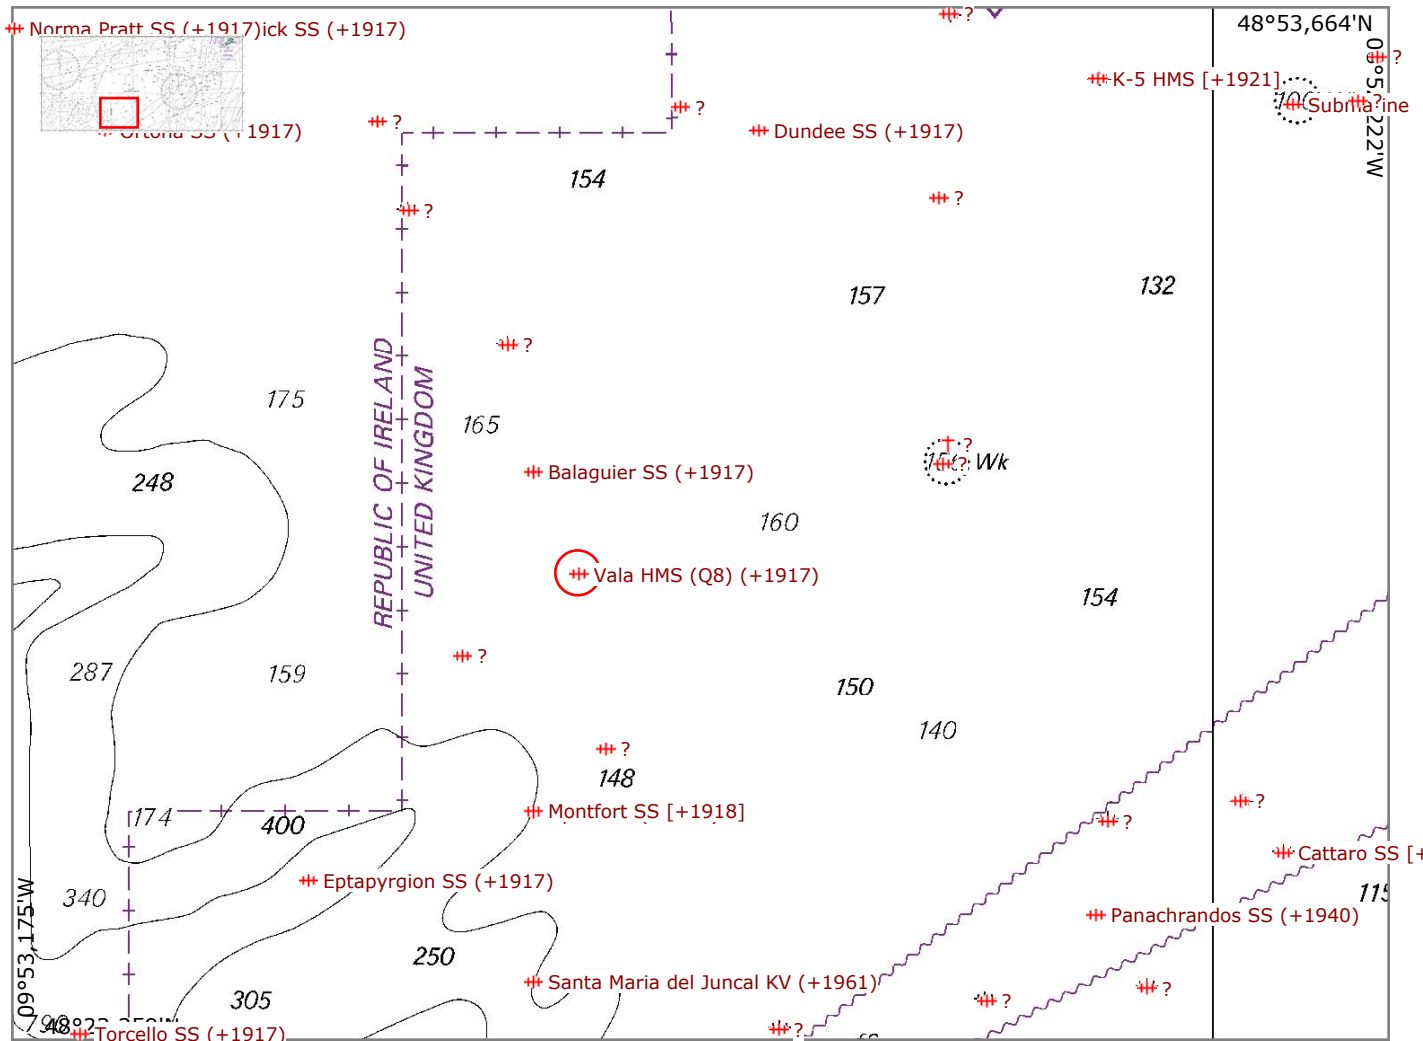 ?
48°53,664'N
Norma Pratt SS (+1917)ick SS (+1917)
?
K-5 HMS [+1921]
?
Submarine
?
?
Ortona SS (+1917)
Dundee SS (+1917)
222'W
154
?
?
132
157
?
REPUBLIC OF IRELAND
UNITED KINGDOM
175
165
?
Wk
?
248
Balaguier SS (+1917)
160
Vala HMS (Q8) (+1917)
154
?
287
159
150
140
?
148
?
Montfort SS [+1918]
174
400
?
Cattaro SS [+
Eptapyrgion SS (+1917)
115
340
Panachrandos SS (+1940)
09°53,175'W
250
Santa Maria del Juncal KV (+1961)
?
305
?
?
Torcello SS (+1917)